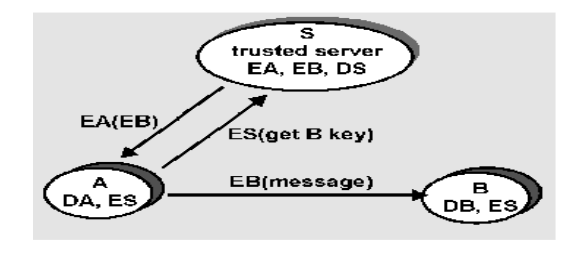 S
trusted server
EA, EB, DS
EA(EB)
ES(get B key)
A
DA, ES
EB(message)
B
DB, ES